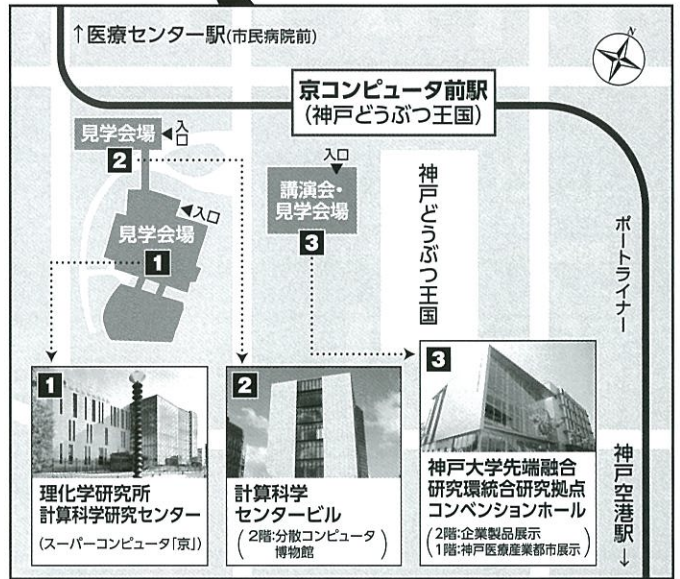 ↑医療センター駅(市民病院前)
N
京コンピュータ前駅
(神戸どうぶつ王国)
見学会場
入口
2
入口
見学会場
1
入口
講演会・
見学会場
3
神戸どうぶつ王国
ポートライナー
神戸空港駅→
1
理化学研究所
計算科学研究センター
(スーパーコンピュータ「京」)
2
計算科学
センタービル
(2階:分散コンピュータ
博物館)
3
神戸大学先端融合
研究環統合研究拠点
コンベンションホール
(2階:企業製品展示
1階:神戸医療産業都市展示)